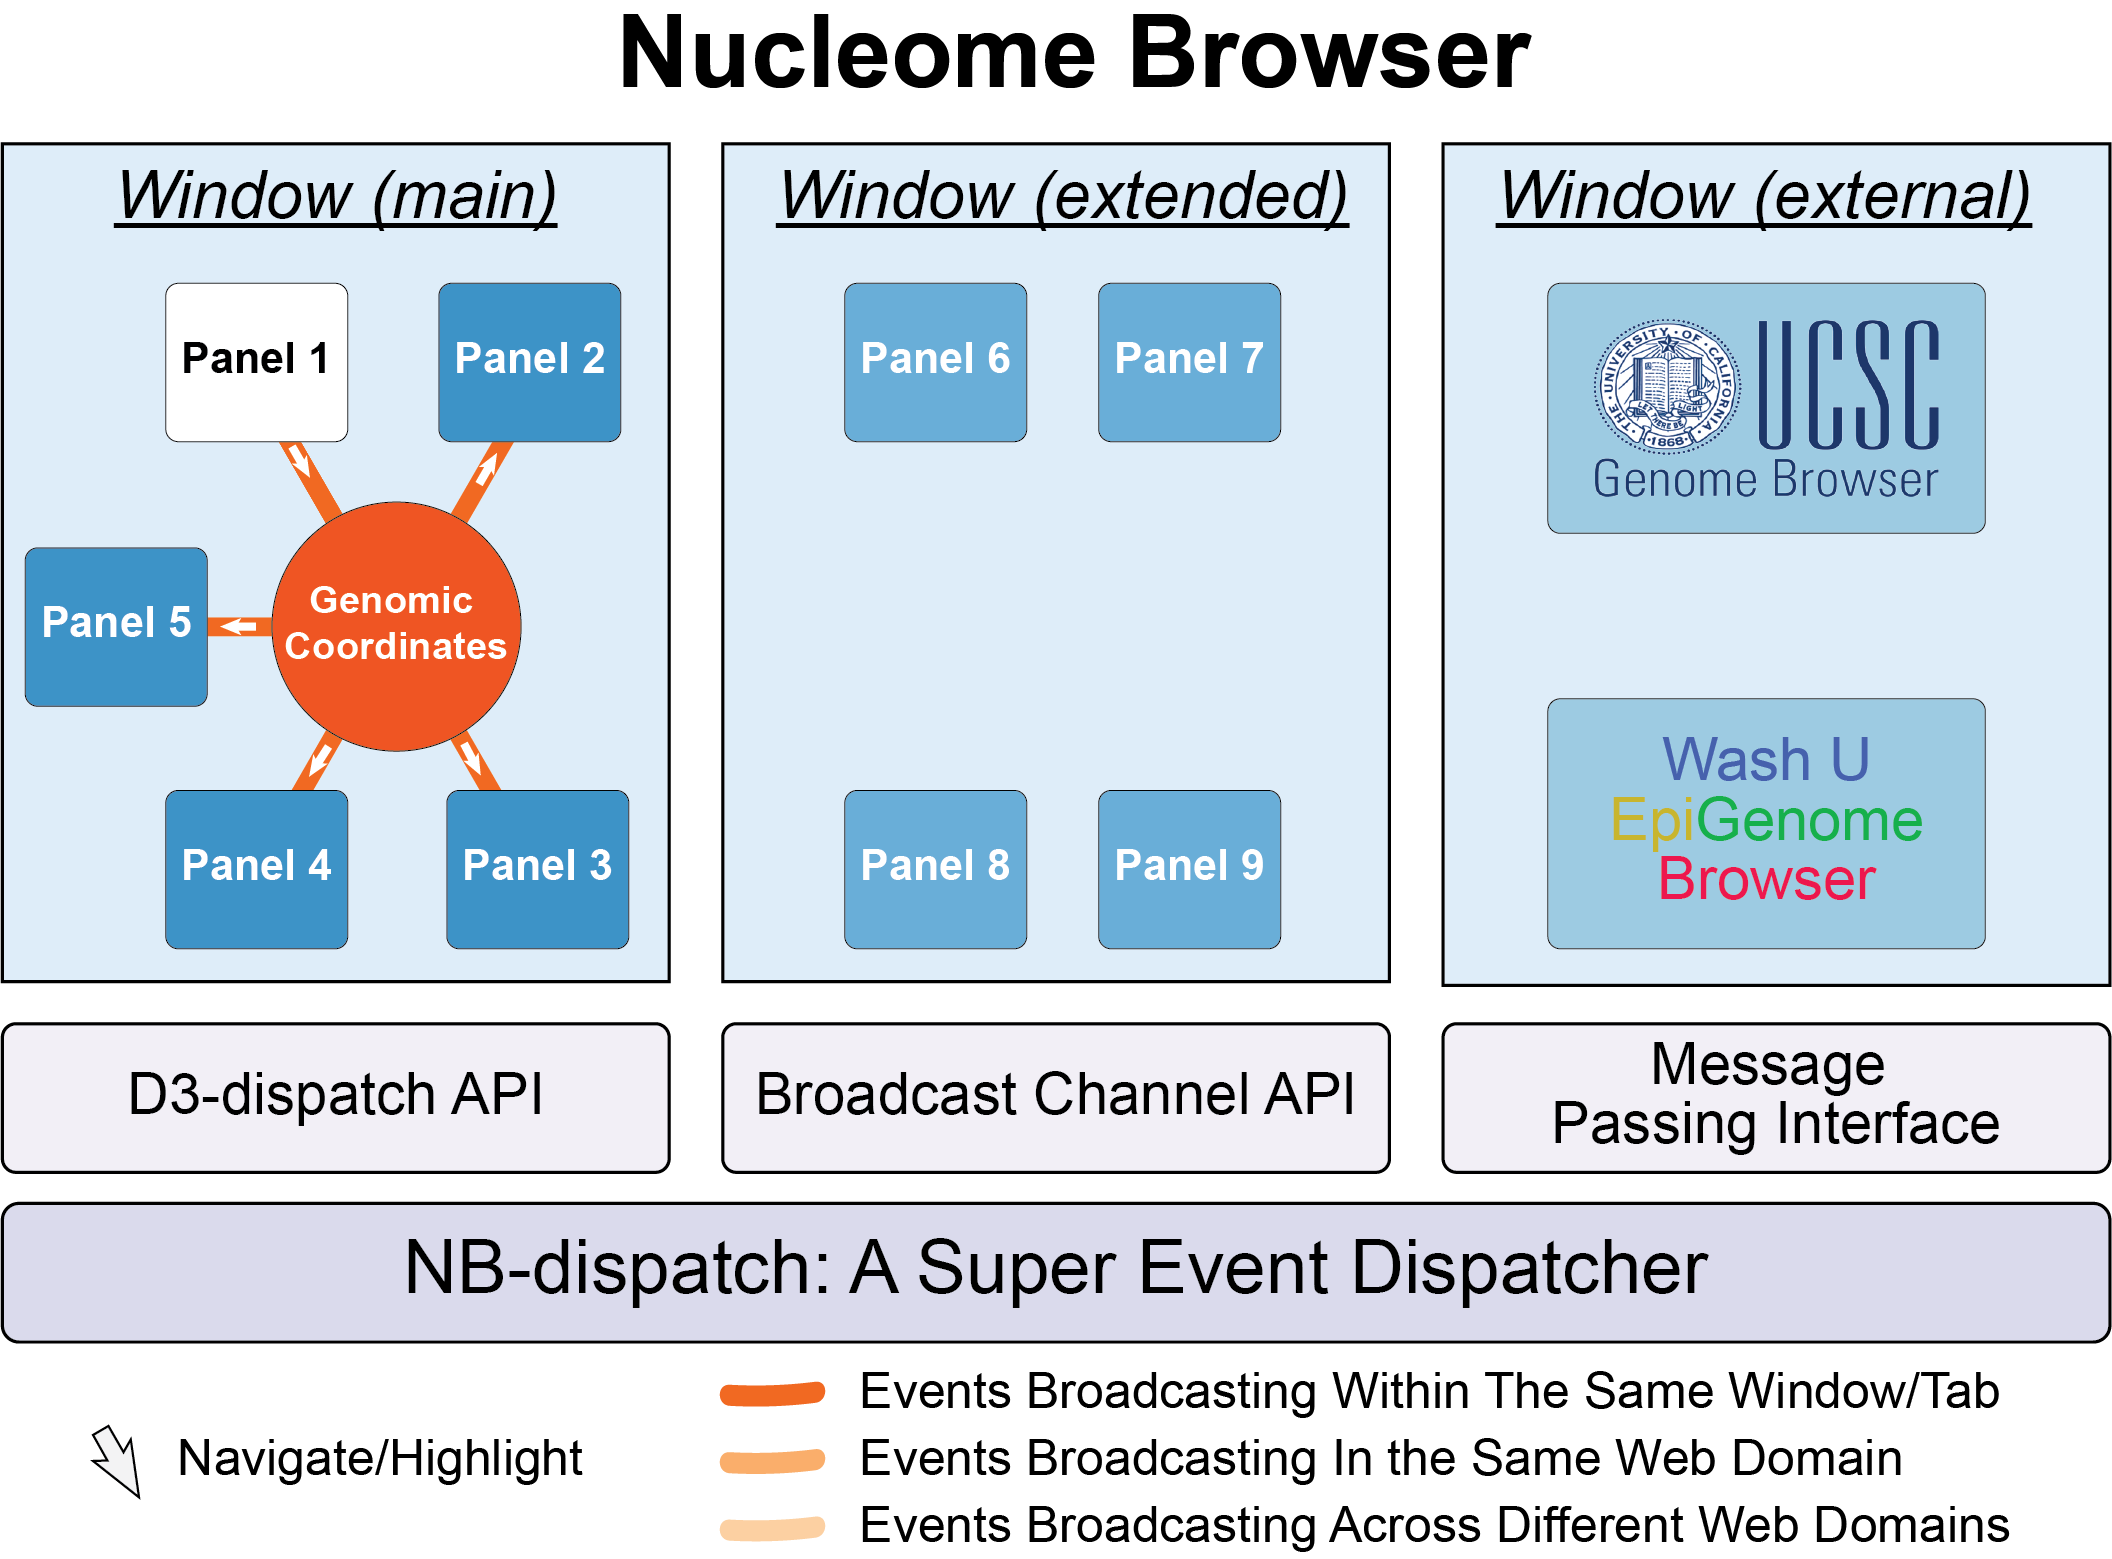 Nucleome Browser
Window (main)
Panel 1
Panel 2
Genomic
Coordinates
Panel 5
Panel 4
Panel 3
Window (extended)
Panel 6
Panel 7
Panel 8
Panel 9
Window (external)
THE UNIVERSITY OF CALIFORNIA
LET THERE BE LIGHT
1868
UCSC
Genome Browser
Wash U
EpiGenome
Browser
D3-dispatch API
Broadcast Channel API
Message
Passing Interface
NB-dispatch: A Super Event Dispatcher
Navigate/Highlight
Events Broadcasting Within The Same Window/Tab
Events Broadcasting In the Same Web Domain
Events Broadcasting Across Different Web Domains